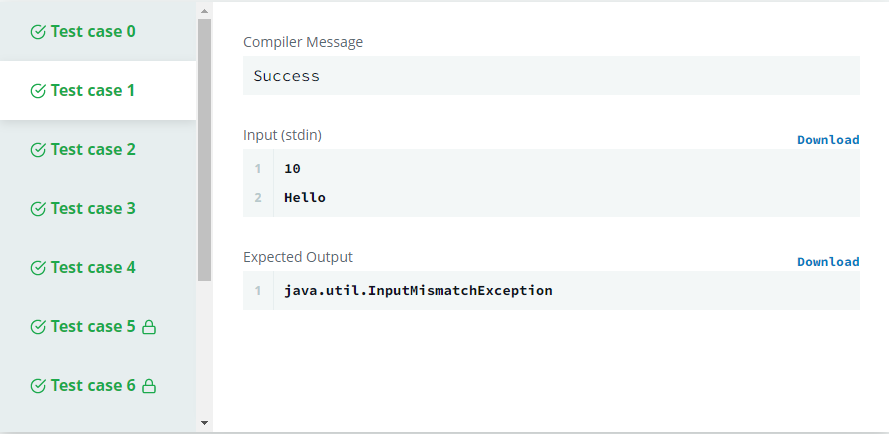 Test case 0
Test case 1
Test case 2
Test case 3
Test case 4
Test case 5
Test case 6
Compiler Message
Success
Input (stdin)
Download
1 10
2 Hello
Expected Output
Download
1 java.util.InputMismatchException